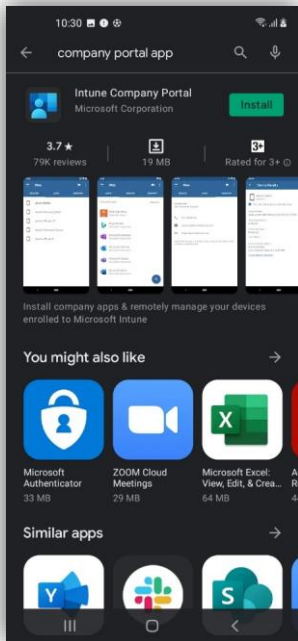 10:30
company portal app
Intune Company Portal
Microsoft Corporation
Install
3.7★
79K reviews
19 MB
3+
Rated for 3+
Install company apps & remotely manage your devices
enrolled to Microsoft Intune
You might also like
Microsoft
Authenticator
33 MB
ZOOM Cloud
Meetings
29 MB
Microsoft Excel:
View, Edit, & Crea...
64 MB
Similar apps